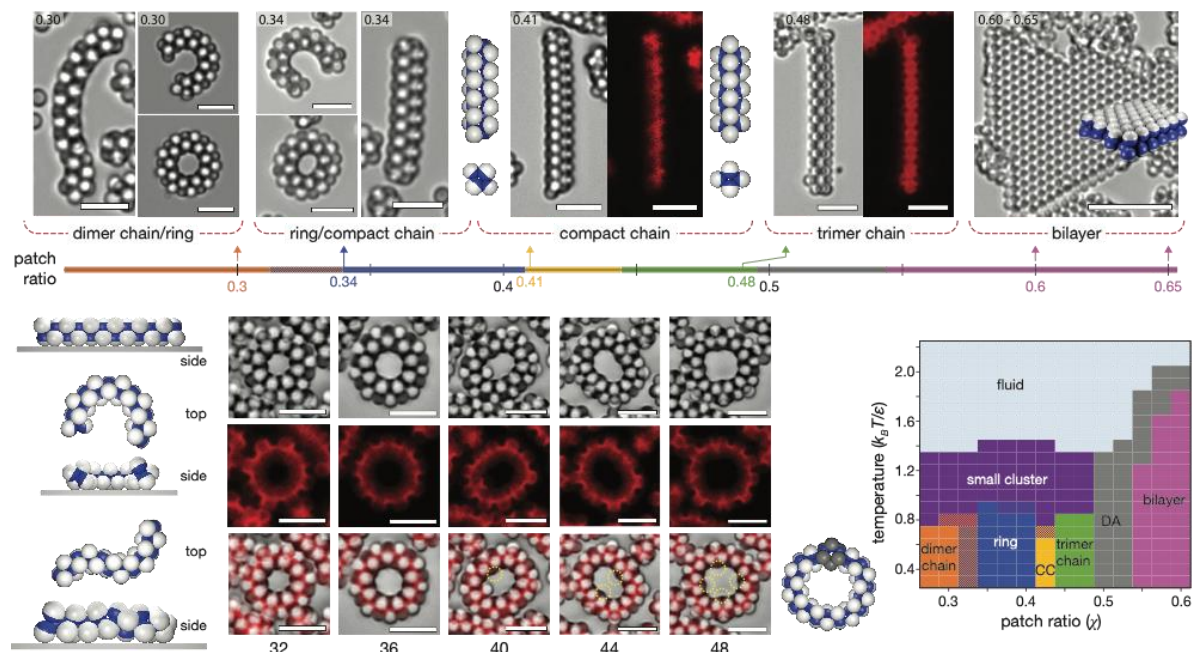 0.30
0.30
0.34
0.34
0.41
0.48
0.60 - 0.65
dimer chain/ring
ring/compact chain
compact chain
trimer chain
bilayer
patch ratio
0.3
0.34
0.4
0.41
0.48
0.5
0.6
0.65
side
top
side
top
side
32
36
40
44
48
temperature (k_BT/ε)
2.0
1.6
1.2
0.8
0.4
fluid
small cluster
dimer chain
ring
CC
trimer chain
DA
bilayer
0.3
0.4
0.5
0.6
patch ratio (χ)